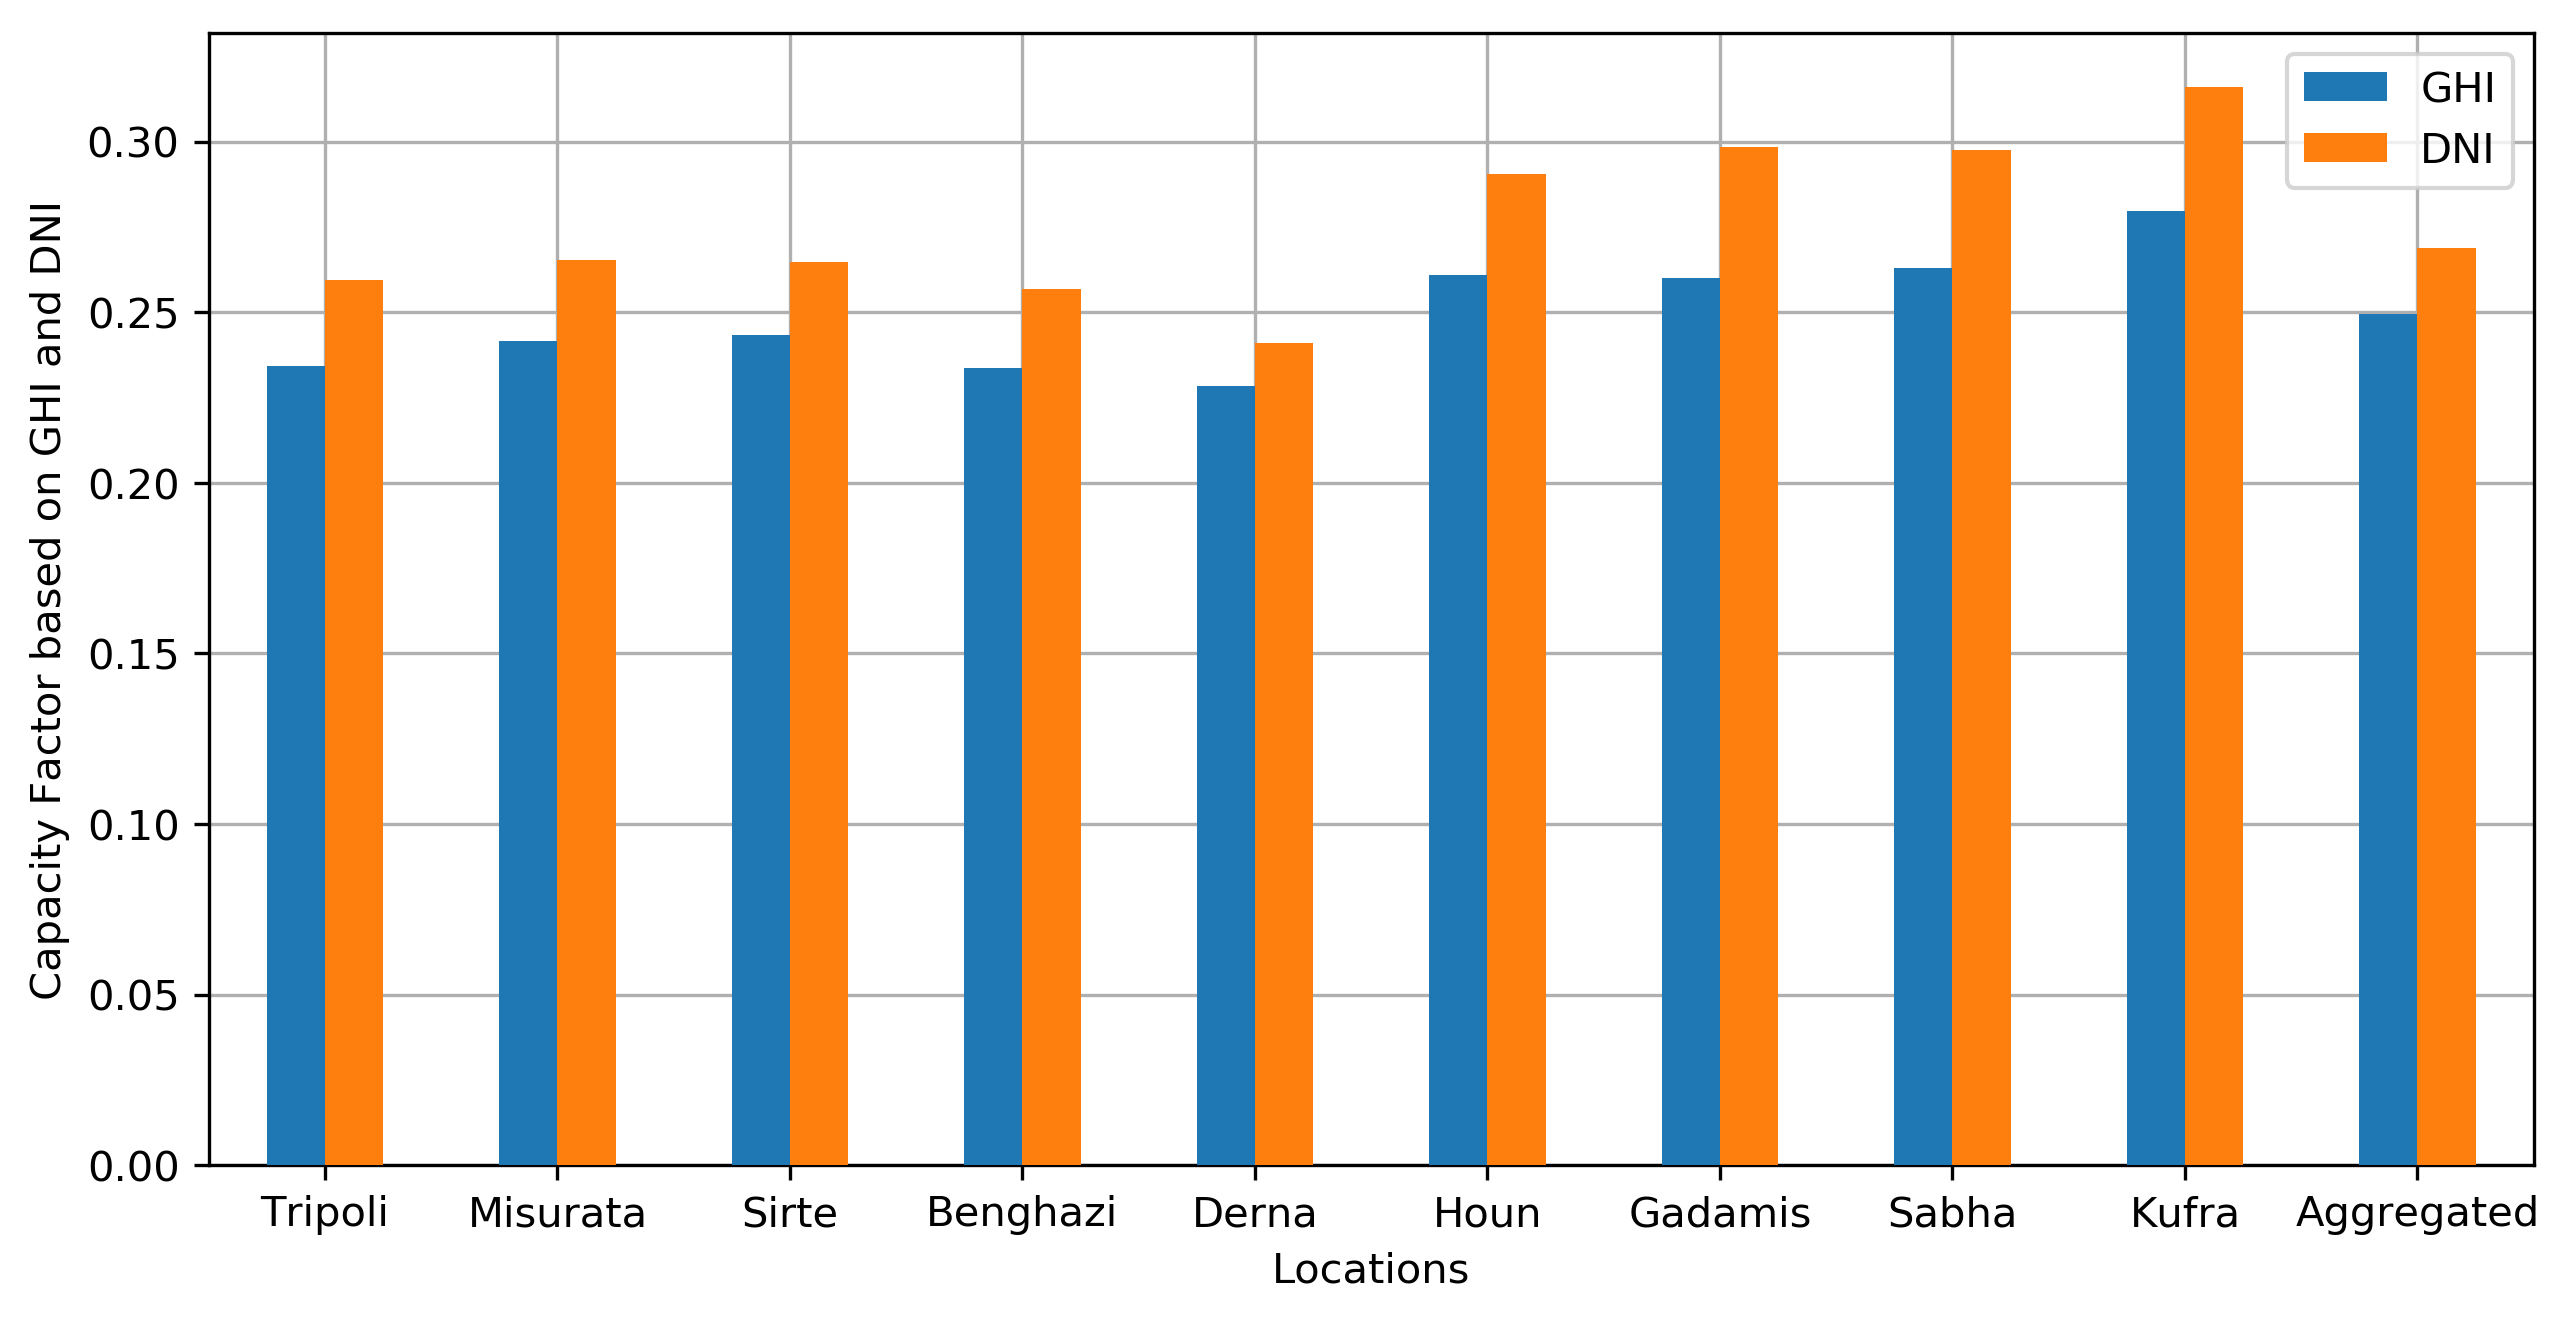 Capacity Factor based on GHI and DNI
0.30
0.25
0.20
0.15
0.10
0.05
0.00
GHI
DNI
Tripoli Misurata Sirte Benghazi Derna Houn Gadamis Sabha Kufra Aggregated
Locations